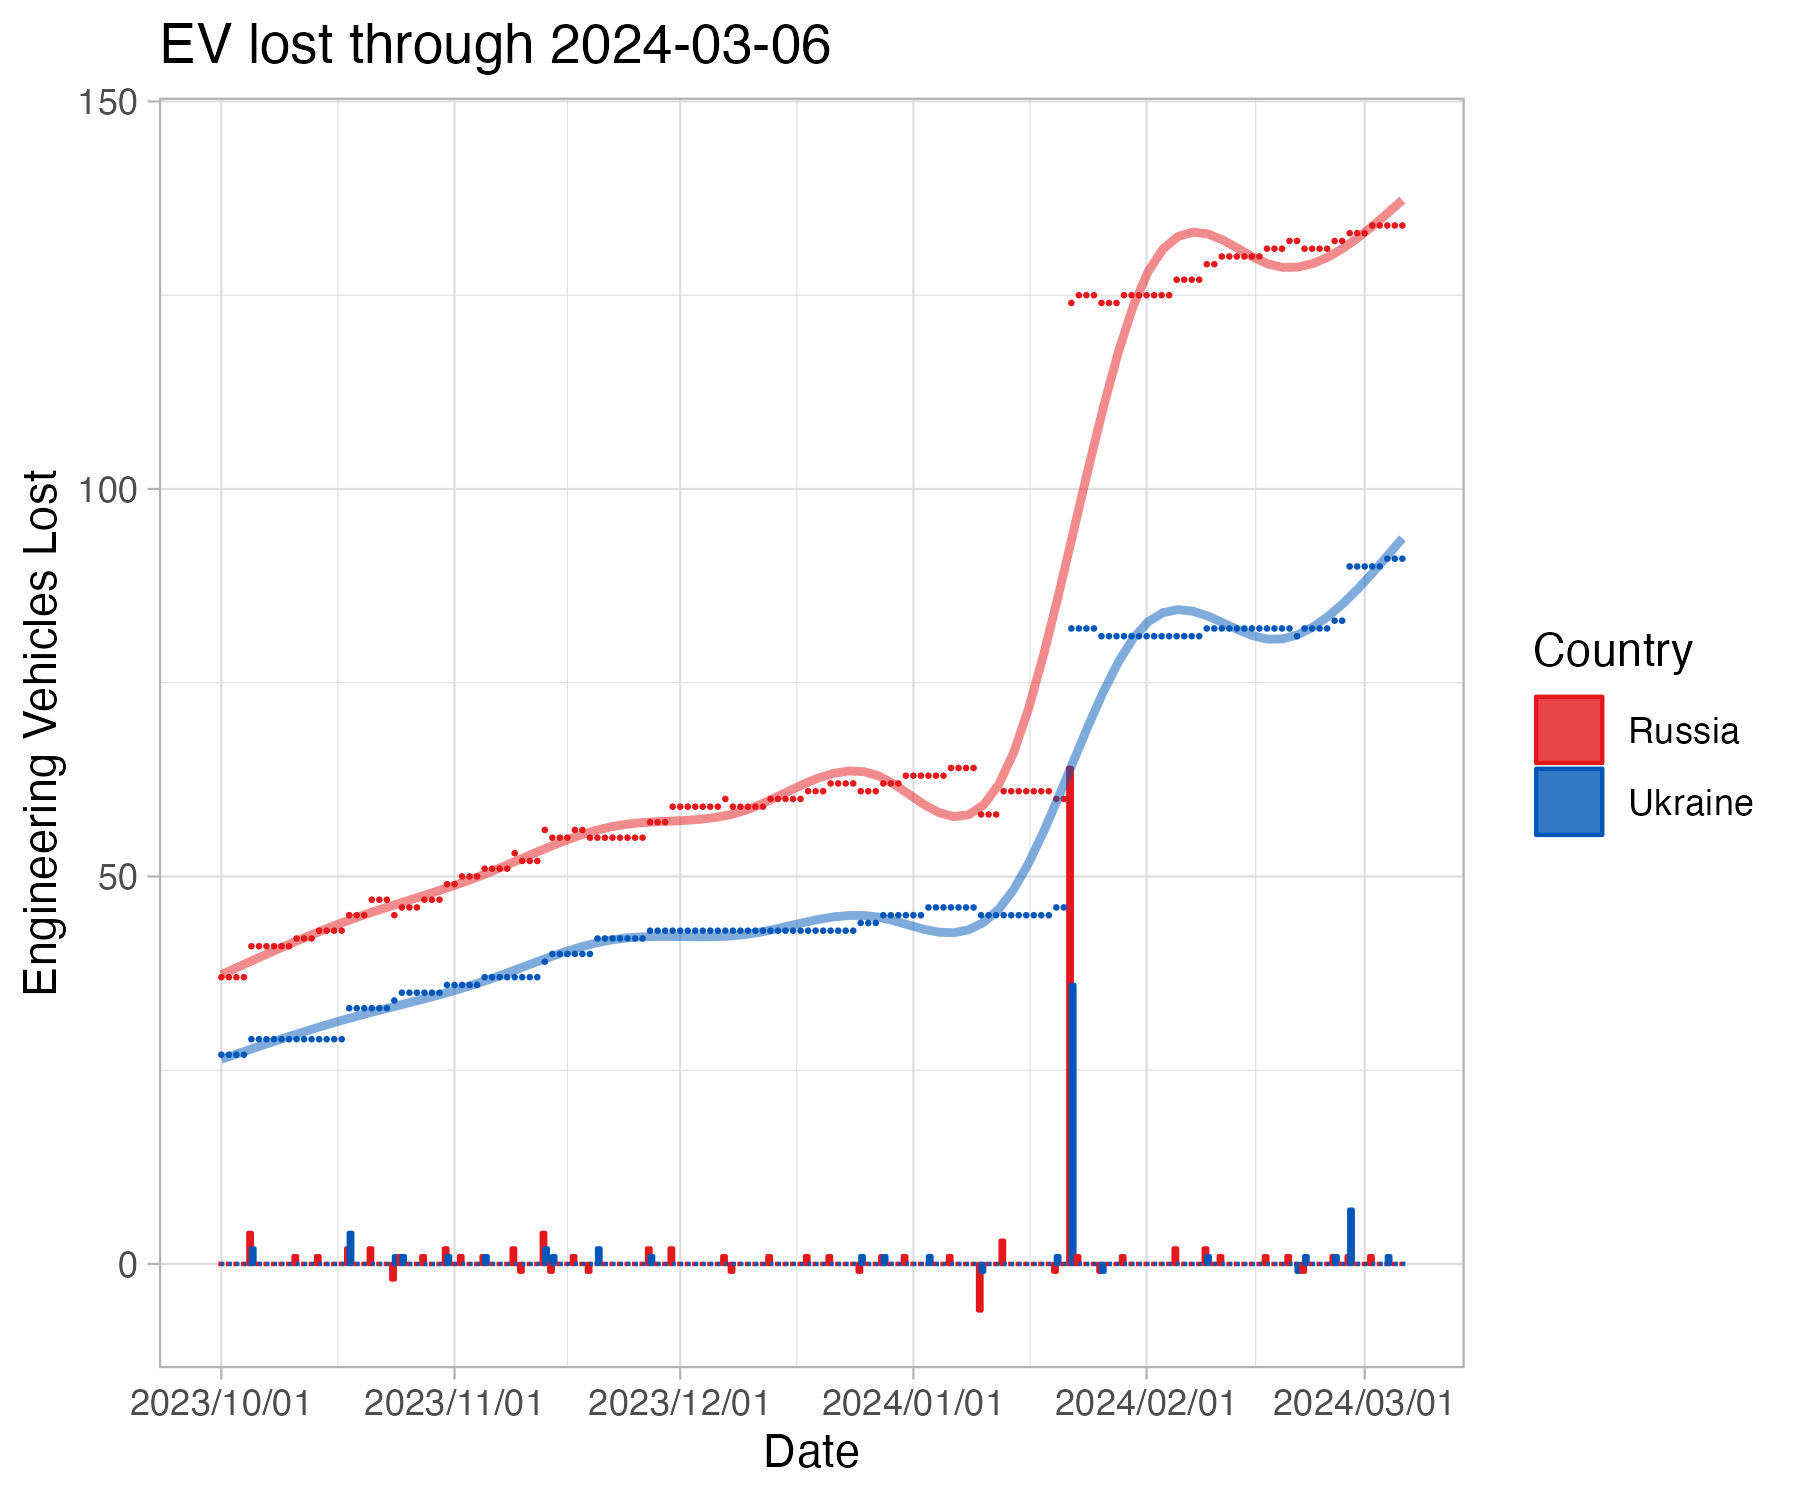 EV lost through 2024-03-06
150
100
50
0
Engineering Vehicles Lost
2023/10/01 2023/11/01 2023/12/01 2024/01/01 2024/02/01 2024/03/01
Date
Country
Russia
Ukraine